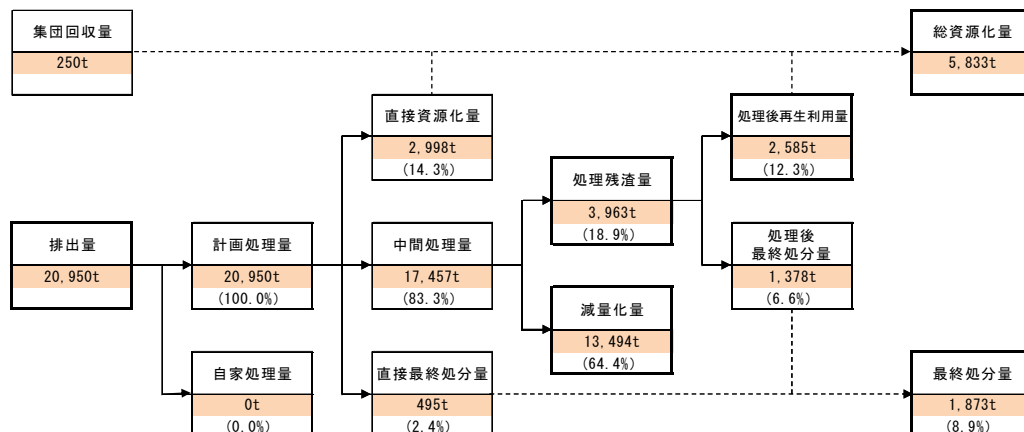 集団回収量
250t
総資源化量
5,833t
直接資源化量
2,998t
(14.3%)
処理後再生利用量
2,585t
(12.3%)
処理残渣量
3,963t
(18.9%)
排出量
20,950t
計画処理量
20,950t
(100.0%)
中間処理量
17,457t
(83.3%)
処理後
最終処分量
1,378t
(6.6%)
減量化量
13,494t
(64.4%)
自家処理量
0t
(0.0%)
直接最終処分量
495t
(2.4%)
最終処分量
1,873t
(8.9%)